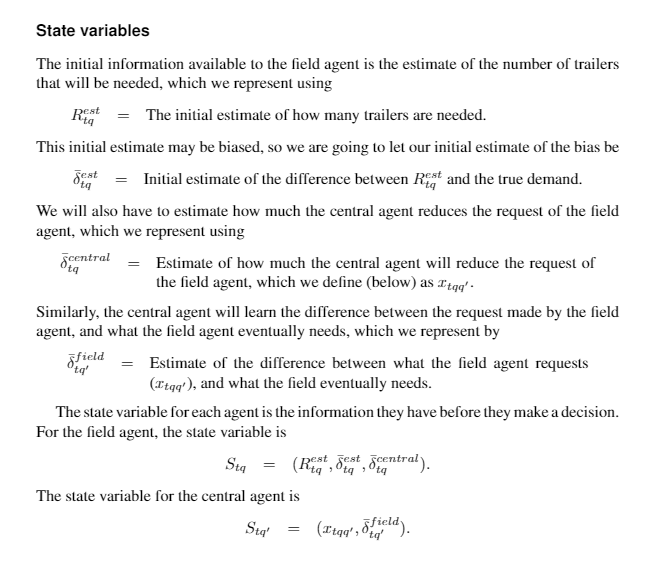 State variables
The initial information available to the field agent is the estimate of the number of trailers
that will be needed, which we represent using
$R^{est}_{tq}$ = The initial estimate of how many trailers are needed.
This initial estimate may be biased, so we are going to let our initial estimate of the bias be
$\bar{\delta}^{est}_{tq}$ = Initial estimate of the difference between $R^{est}_{tq}$ and the true demand.
We will also have to estimate how much the central agent reduces the request of the field
agent, which we represent using
$\bar{\delta}^{central}_{tq}$ = Estimate of how much the central agent will reduce the request of
the field agent, which we define (below) as $x_{tqq'}$.
Similarly, the central agent will learn the difference between the request made by the field
agent, and what the field agent eventually needs, which we represent by
$\bar{\delta}^{field}_{tq'}$ = Estimate of the difference between what the field agent requests
($x_{tqq'}$), and what the field eventually needs.
The state variable for each agent is the information they have before they make a decision.
For the field agent, the state variable is
$S_{tq} = (R^{est}_{tq}, \bar{\delta}^{est}_{tq}, \bar{\delta}^{central}_{tq}).$
The state variable for the central agent is
$S_{tq'} = (x_{tqq'}, \bar{\delta}^{field}_{tq'}).$